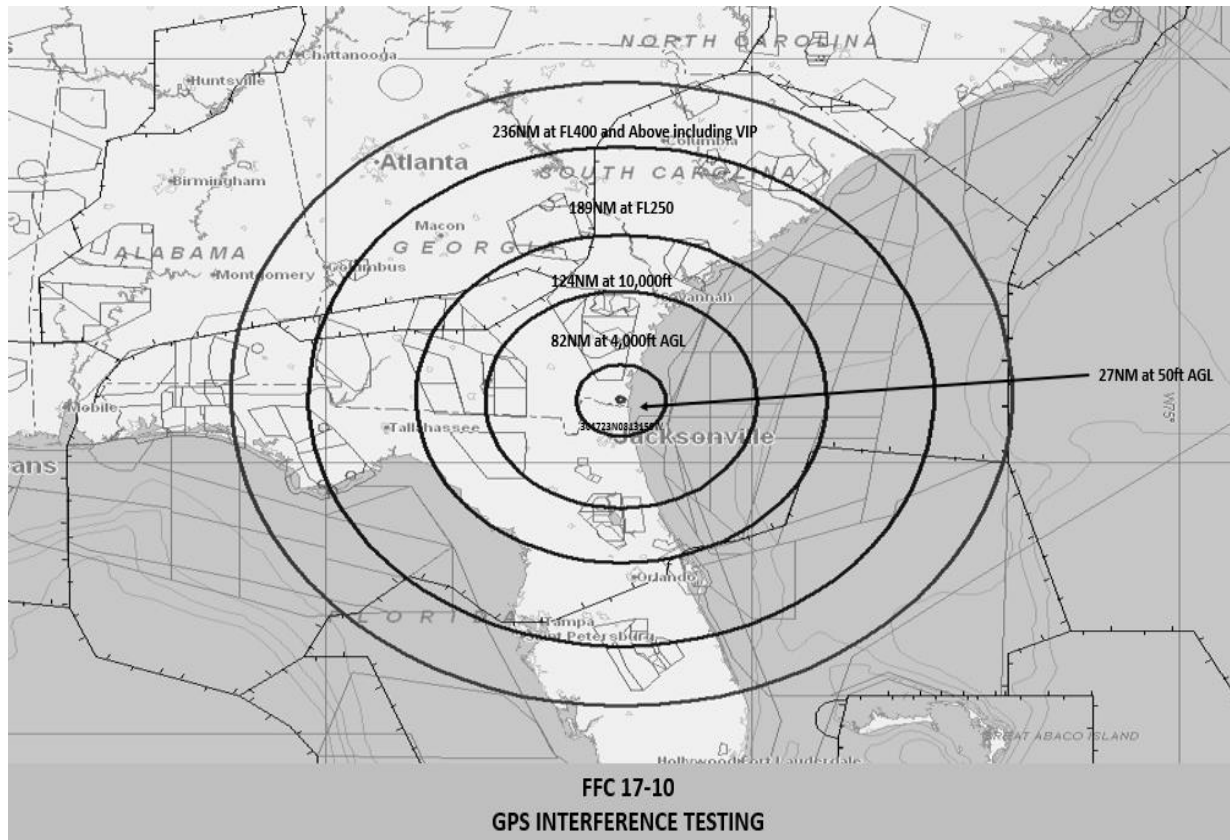 NORTH CAROLINA
Chattanooga
Huntsville
236NM at FL400 and Above including VIP
Columbia
Atlanta
SOUTH CAROLINA
Birmingham
189NM at FL250
Macon
GEORGIA
ALABAMA
Columbus
Montgomery
124NM at 10,000ft
Savannah
82NM at 4,000ft AGL
27NM at 50ft AGL
Mobile
W75°
Tallahassee
Jacksonville
ans
Orlando
FLORIDA
Tampa
Saint Petersburg
GREAT ABACO ISLAND
Hollywood Fort Lauderdale
FFC 17-10
GPS INTERFERENCE TESTING